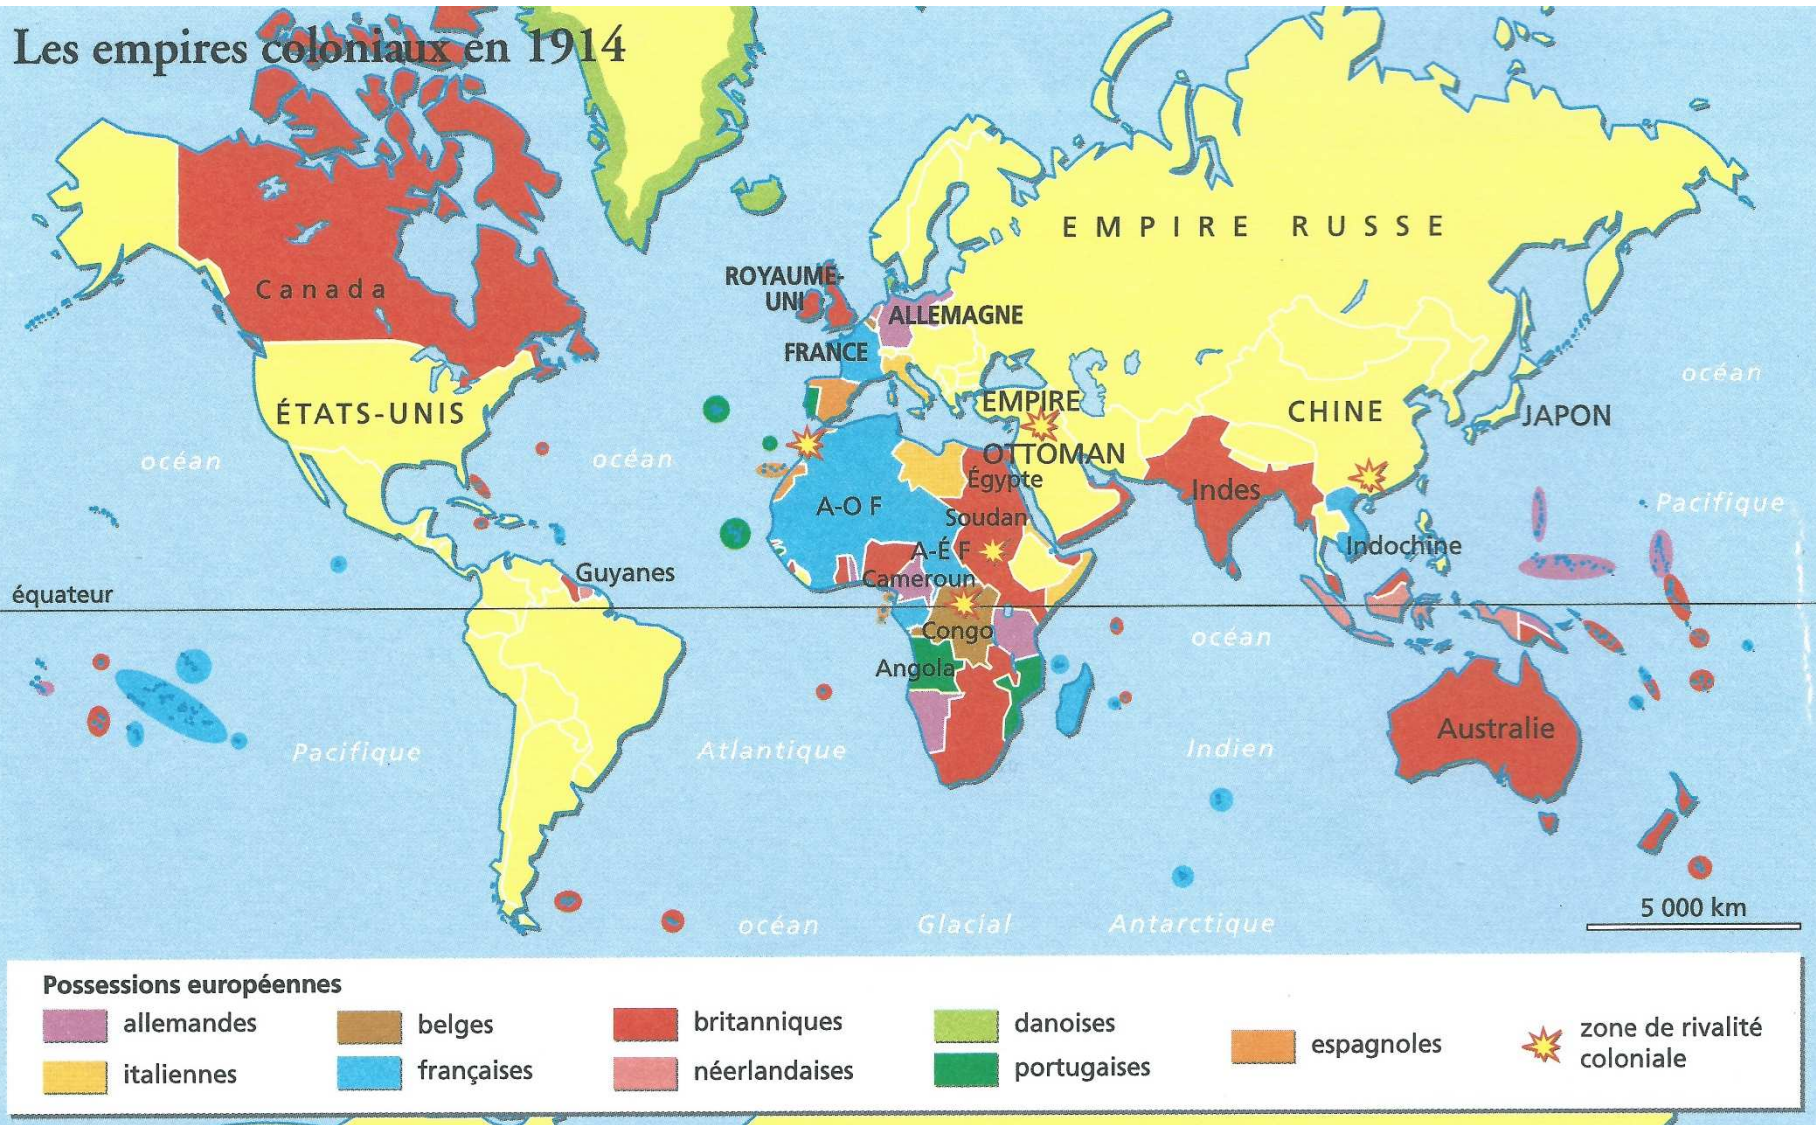 Les empires coloniaux en 1914
EMPIRE RUSSE
ROYAUME-
UNI
Canada
ALLEMAGNE
FRANCE
océan
EMPIRE
ÉTATS-UNIS
CHINE
JAPON
océan
océan
OTTOMAN
Égypte
Indes
A-O F
Pacifique
Soudan
A-É F
Indochine
Guyanes
Cameroun
équateur
Congo
océan
Angola
Australie
Pacifique
Atlantique
Indien
5 000 km
océan Glacial Antarctique
Possessions européennes
allemandes
belges
britanniques
danoises
espagnoles
zone de rivalité
coloniale
italiennes
françaises
néerlandaises
portugaises